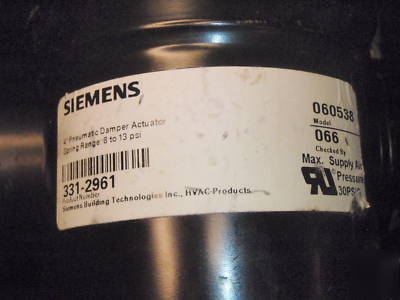 SIEMENS
4" Pneumatic Damper Actuator
Spring Range: 8 to 13 psi
331-2961
Product Number
Siemens Building Technologies Inc., HVAC-Products
060538
Model
066
Checked By
Max. Supply Air
Pressure
30PSI